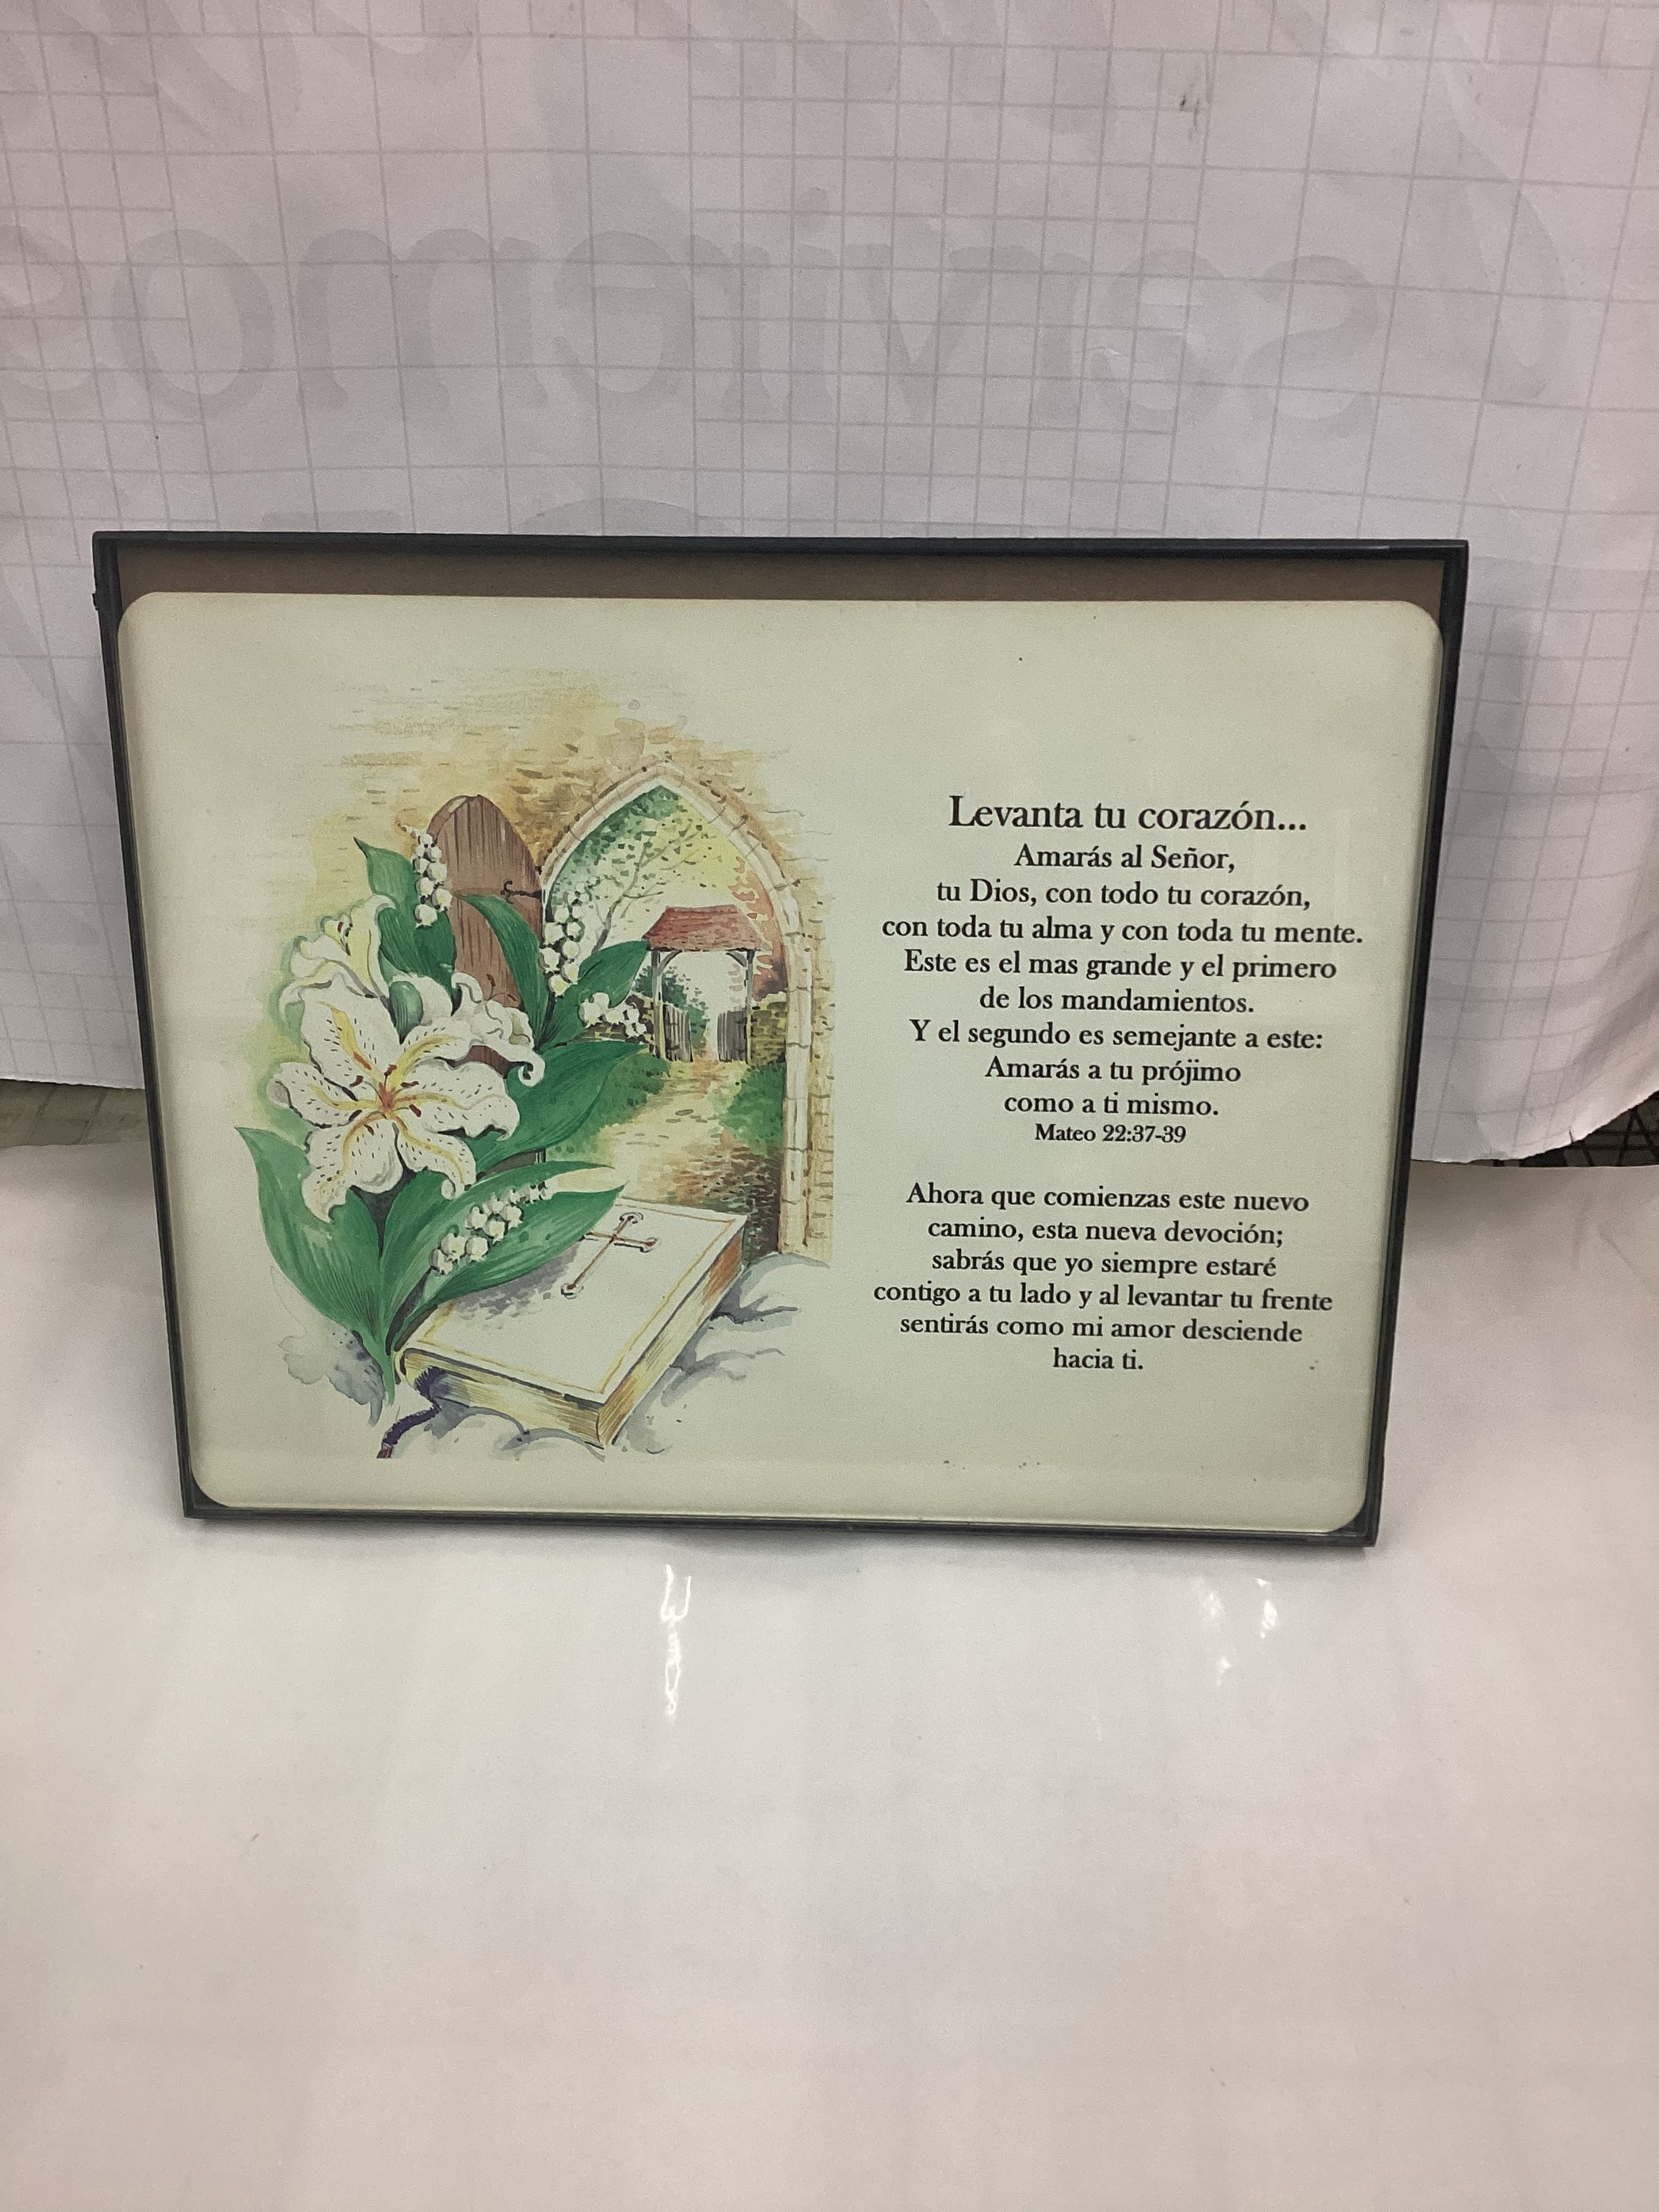 Levanta tu corazón...
Amarás al Señor,
tu Dios, con todo tu corazón,
con toda tu alma y con toda tu mente.
Este es el mas grande y el primero
de los mandamientos.
Y el segundo es semejante a este:
Amarás a tu prójimo
como a ti mismo.
Mateo 22:37-39
Ahora que comienzas este nuevo
camino, esta nueva devoción;
sabrás que yo siempre estaré
contigo a tu lado y al levantar tu frente
sentirás como mi amor desciende
hacia ti.